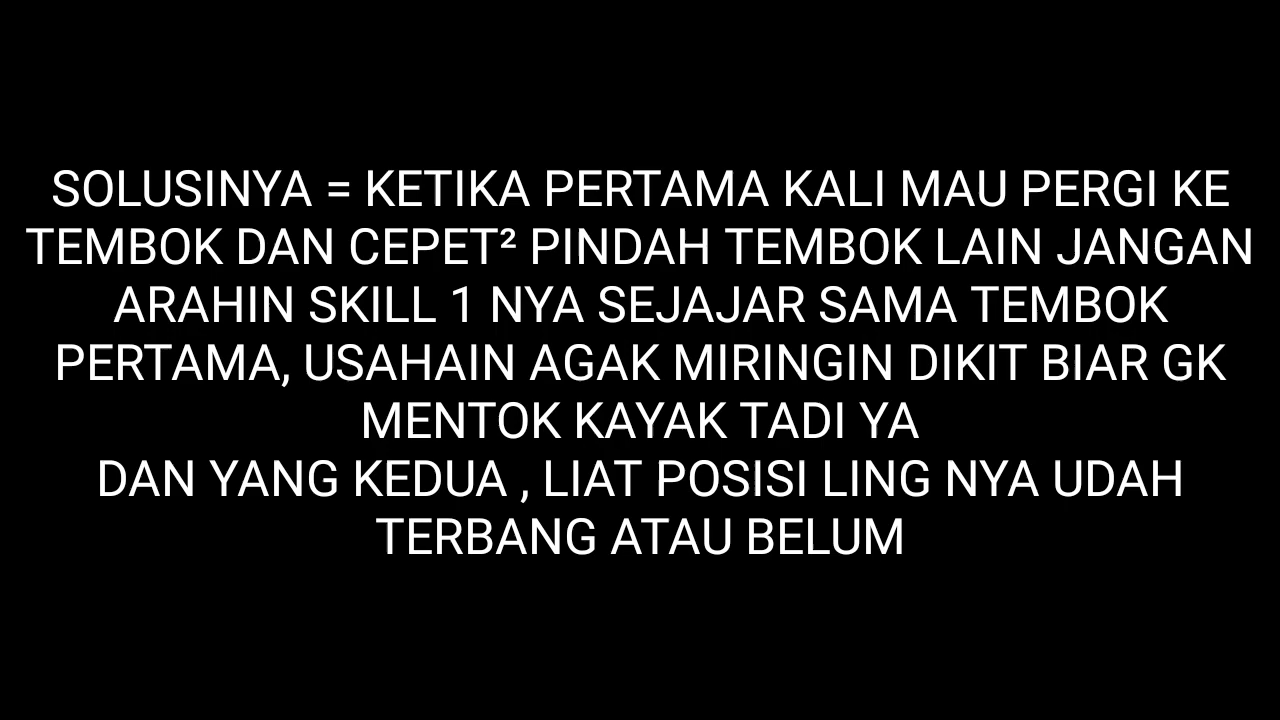 SOLUSINYA = KETIKA PERTAMA KALI MAU PERGI KE
TEMBOK DAN CEPET² PINDAH TEMBOK LAIN JANGAN
ARAHIN SKILL 1 NYA SEJAJAR SAMA TEMBOK
PERTAMA, USAHAIN AGAK MIRINGIN DIKIT BIAR GK
MENTOK KAYAK TADI YA
DAN YANG KEDUA , LIAT POSISI LING NYA UDAH
TERBANG ATAU BELUM